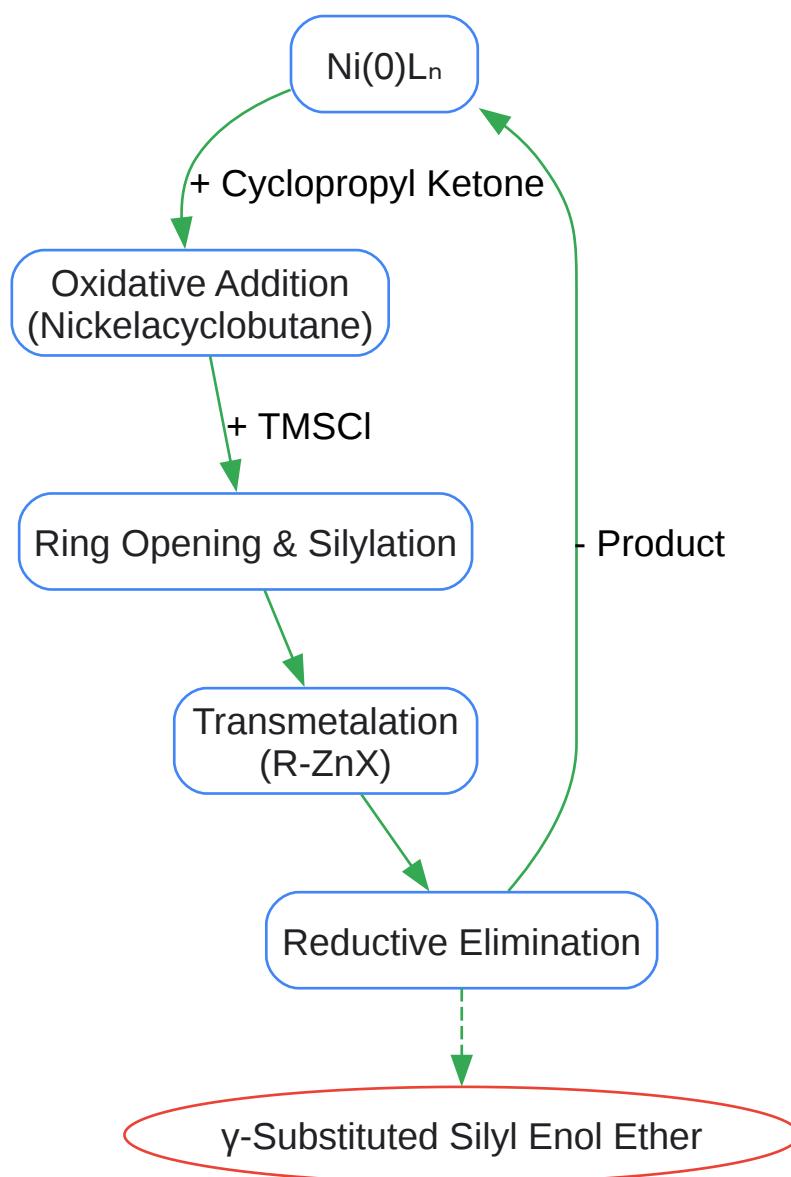 Ni(0)Lₙ
+ Cyclopropyl Ketone
Oxidative Addition
(Nickelacyclobutane)
+ TMSCl
Ring Opening & Silylation
- Product
Transmetalation
(R-ZnX)
Reductive Elimination
γ-Substituted Silyl Enol Ether